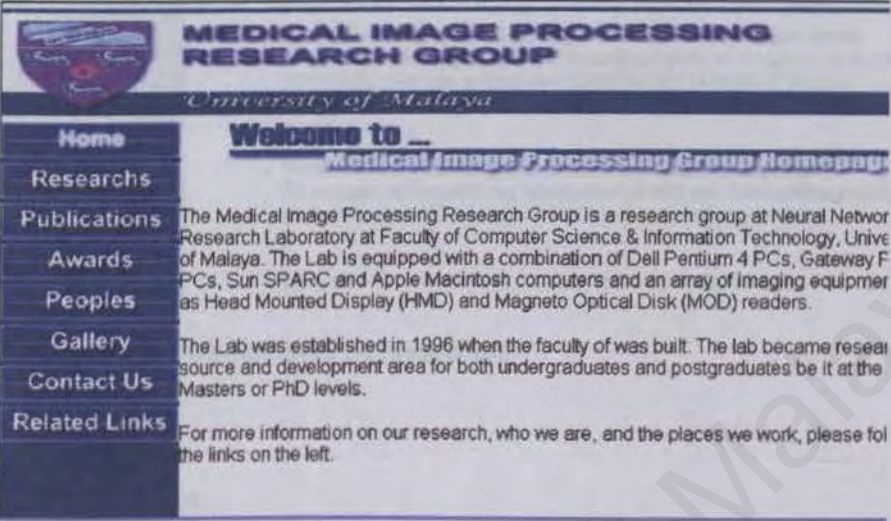 MEDICAL IMAGE PROCESSING
RESEARCH GROUP
University of Malaya
Home
Researchs
Publications
Awards
Peoples
Gallery
Contact Us
Related Links
Welcome to ...
Medical Image Processing Group Homepag
The Medical Image Processing Research Group is a research group at Neural Networ
Research Laboratory at Faculty of Computer Science & Information Technology, Unive
of Malaya. The Lab is equipped with a combination of Dell Pentium 4 PCs, Gateway F
PCs, Sun SPARC and Apple Macintosh computers and an array of imaging equipmer
as Head Mounted Display (HMD) and Magneto Optical Disk (MOD) readers.
The Lab was established in 1996 when the faculty of was built. The lab became resear
source and development area for both undergraduates and postgraduates be it at the
Masters or PhD levels.
For more information on our research, who we are, and the places we work, please fol
the links on the left.
Malay